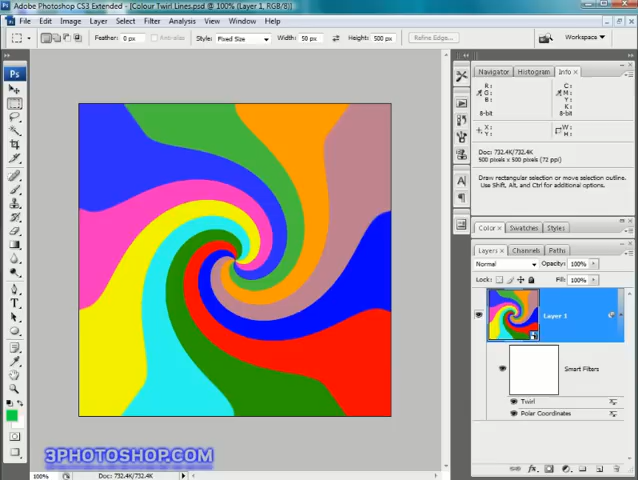 Adobe Photoshop CS3 Extended - [Colour Twirl Lines.psd @ 100% (Layer 1, RGB/8)]
File Edit Image Layer Select Filter Analysis View Window Help
Feather: 0 px Anti-alias Style: Fixed Size Width: 50 px Height: 500 px Refine Edge... Workspace
Ps
Navigator Histogram Info
R: C:
G: M:
B: Y:
K:
8-bit 8-bit
X: W:
Y: H:
Doc: 732.4K/732.4K
500 pixels x 500 pixels (72 ppi)
Draw rectangular selection or move selection outline.
Use Shift, Alt, and Ctrl for additional options.
Color Swatches Styles
Layers Channels Paths
Normal Opacity: 100%
Lock: Fill: 100%
Layer 1
Smart Filters
Twirl
Polar Coordinates
3PHOTOSHOP.COM
100% Doc: 732.4K/732.4K